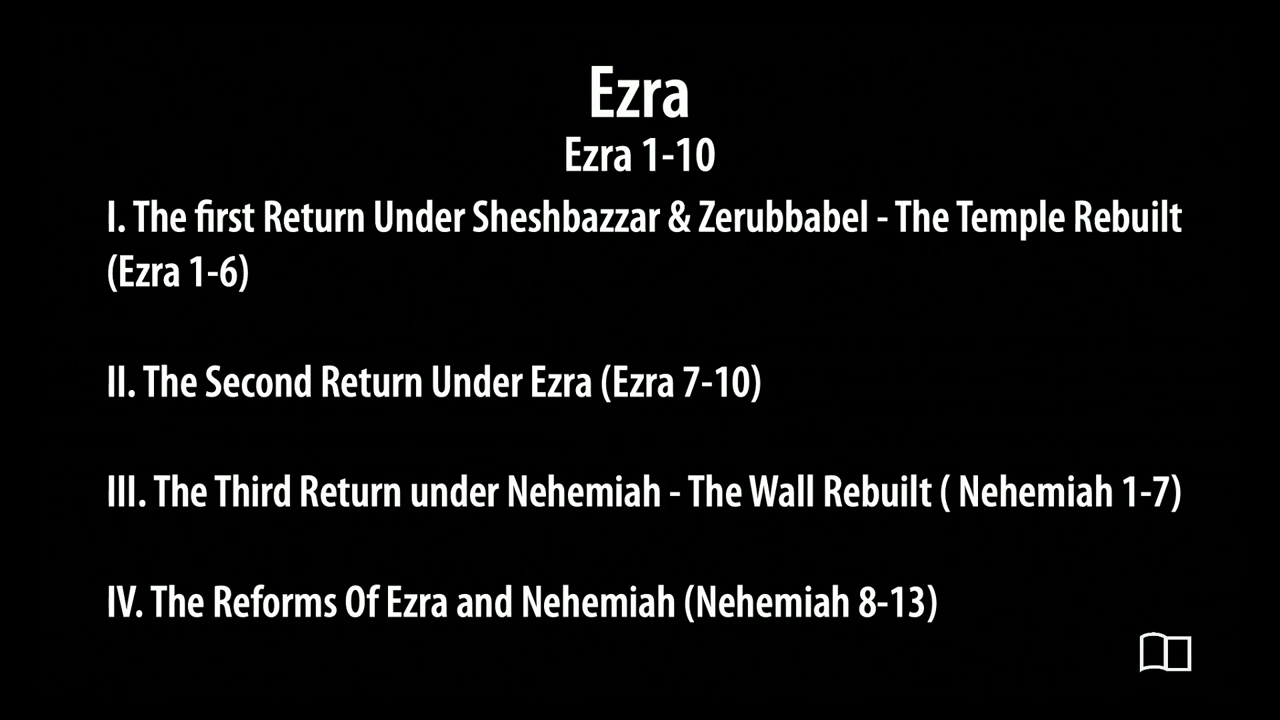 Ezra
Ezra 1-10
I. The first Return Under Sheshbazzar & Zerubbabel - The Temple Rebuilt
(Ezra 1-6)
II. The Second Return Under Ezra (Ezra 7-10)
III. The Third Return under Nehemiah - The Wall Rebuilt ( Nehemiah 1-7)
IV. The Reforms Of Ezra and Nehemiah (Nehemiah 8-13)